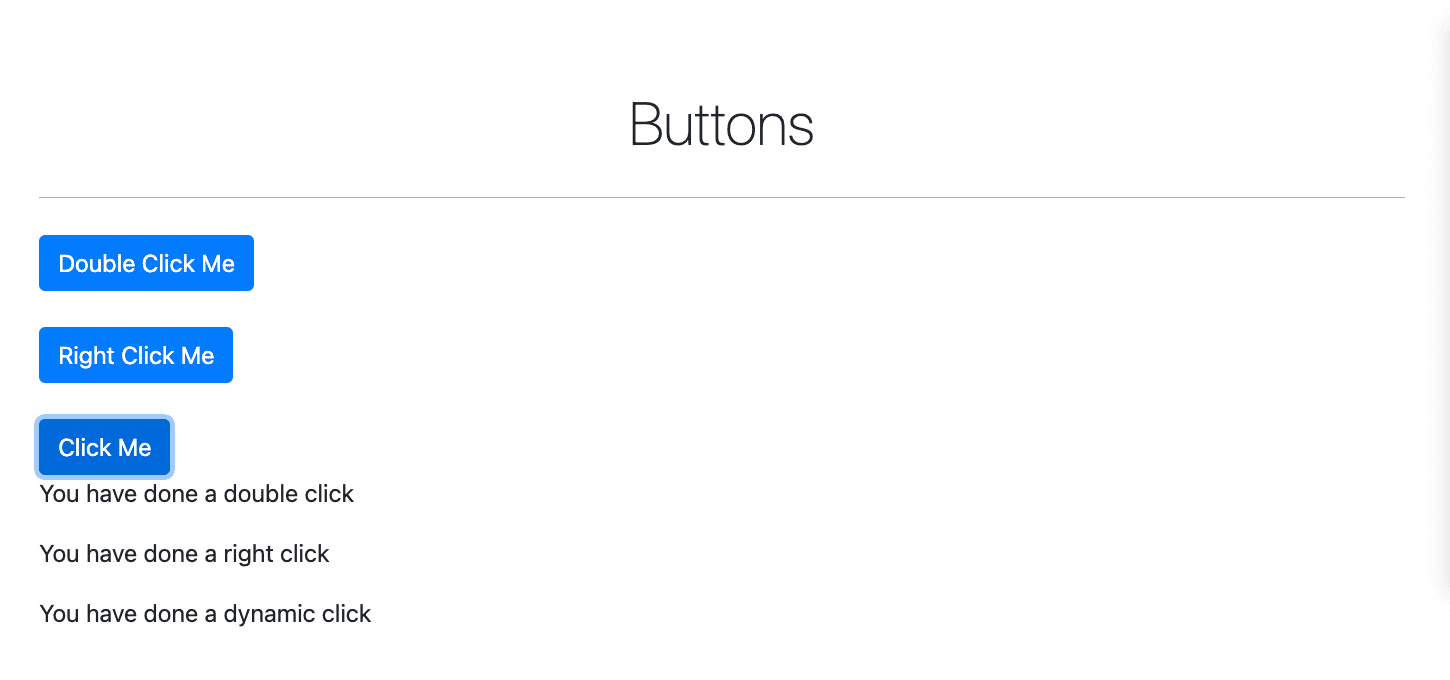 Buttons
Double Click Me
Right Click Me
Click Me
You have done a double click
You have done a right click
You have done a dynamic click